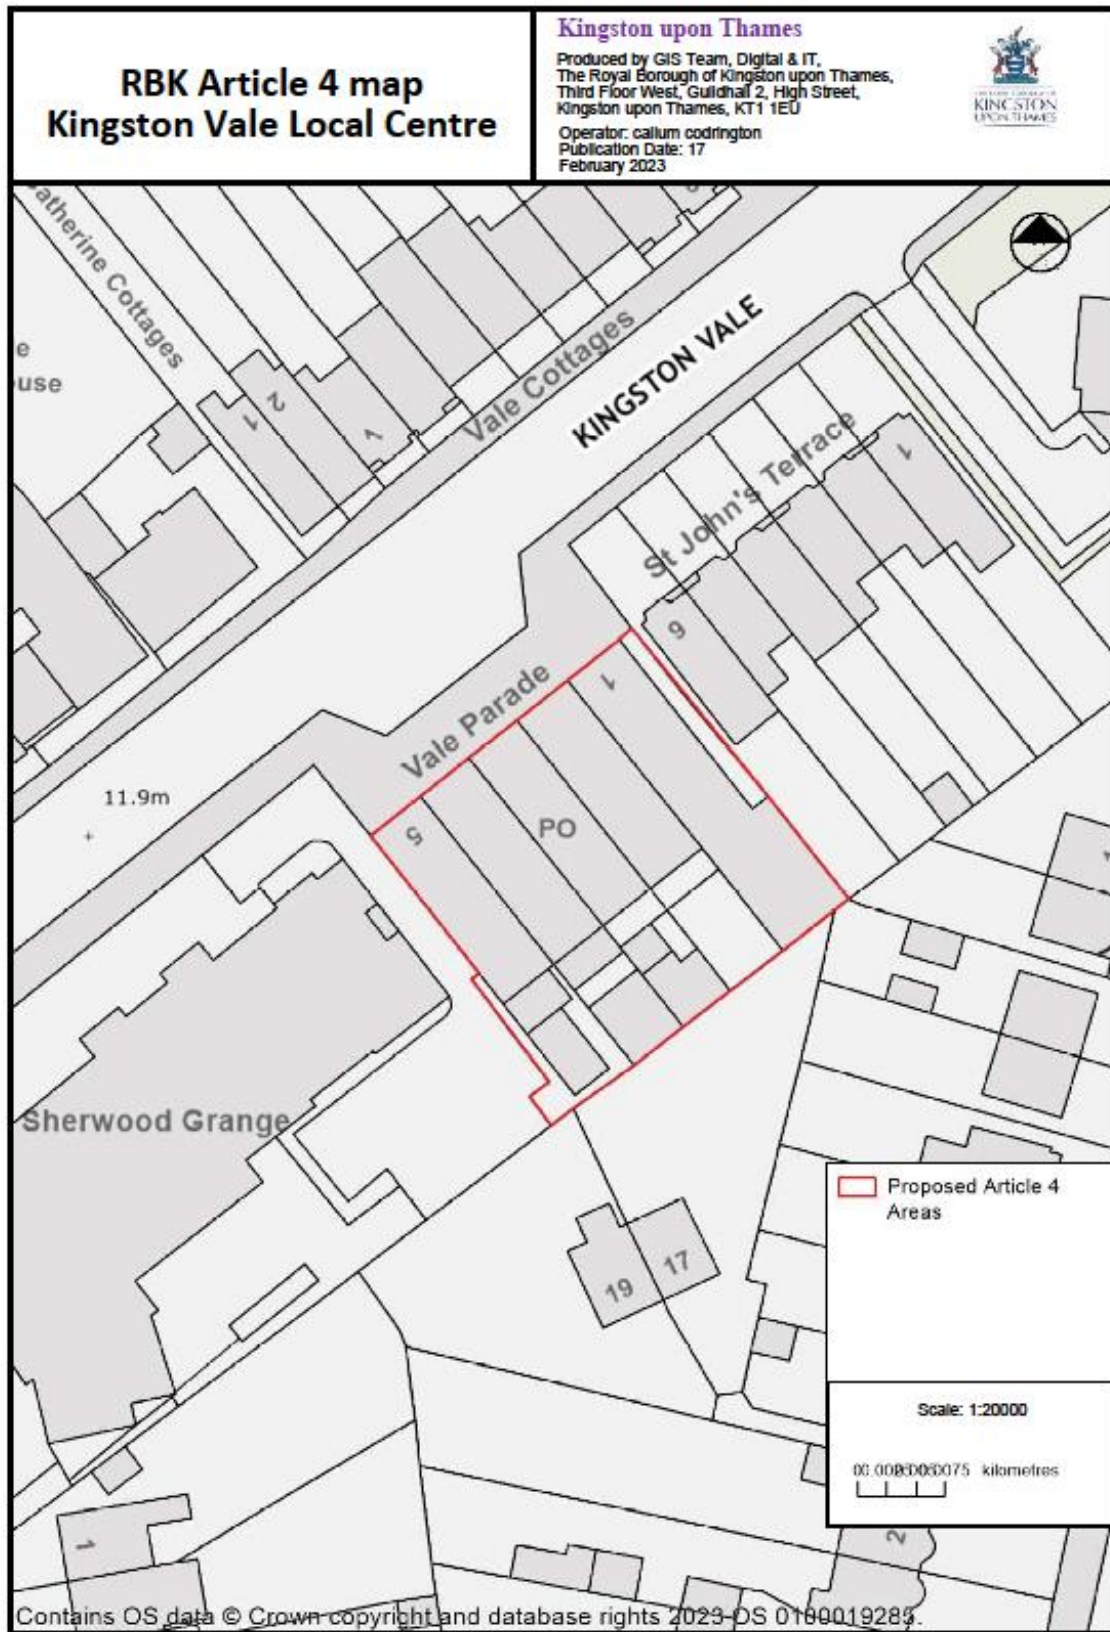 RBK Article 4 map
Kingston Vale Local Centre
Kingston upon Thames
Produced by GIS Team, Digital & IT,
The Royal Borough of Kingston upon Thames,
Third Floor West, Guildhall 2, High Street,
Kingston upon Thames, KT1 1EU
Operator: callum codrington
Publication Date: 17
February 2023
KINGSTON
UPON THAMES
Catherine Cottages
e
use
11
2
1
Vale Cottages
KINGSTON VALE
St John's Terrace
1
6
Vale Parade
1
5
PO
11.9m
Sherwood Grange
19
17
1
2
Proposed Article 4
Areas
Scale: 1:20000
kilometres
Contains OS data © Crown copyright and database rights 2023 OS 0100019285.